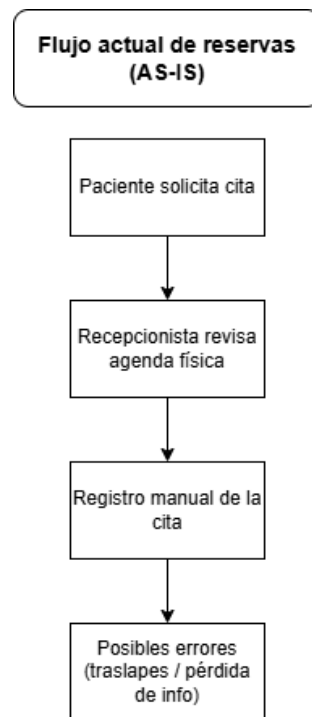 Flujo actual de reservas
(AS-IS)
Paciente solicita cita
Recepcionista revisa
agenda física
Registro manual de la
cita
Posibles errores
(traslapes / pérdida
de info)